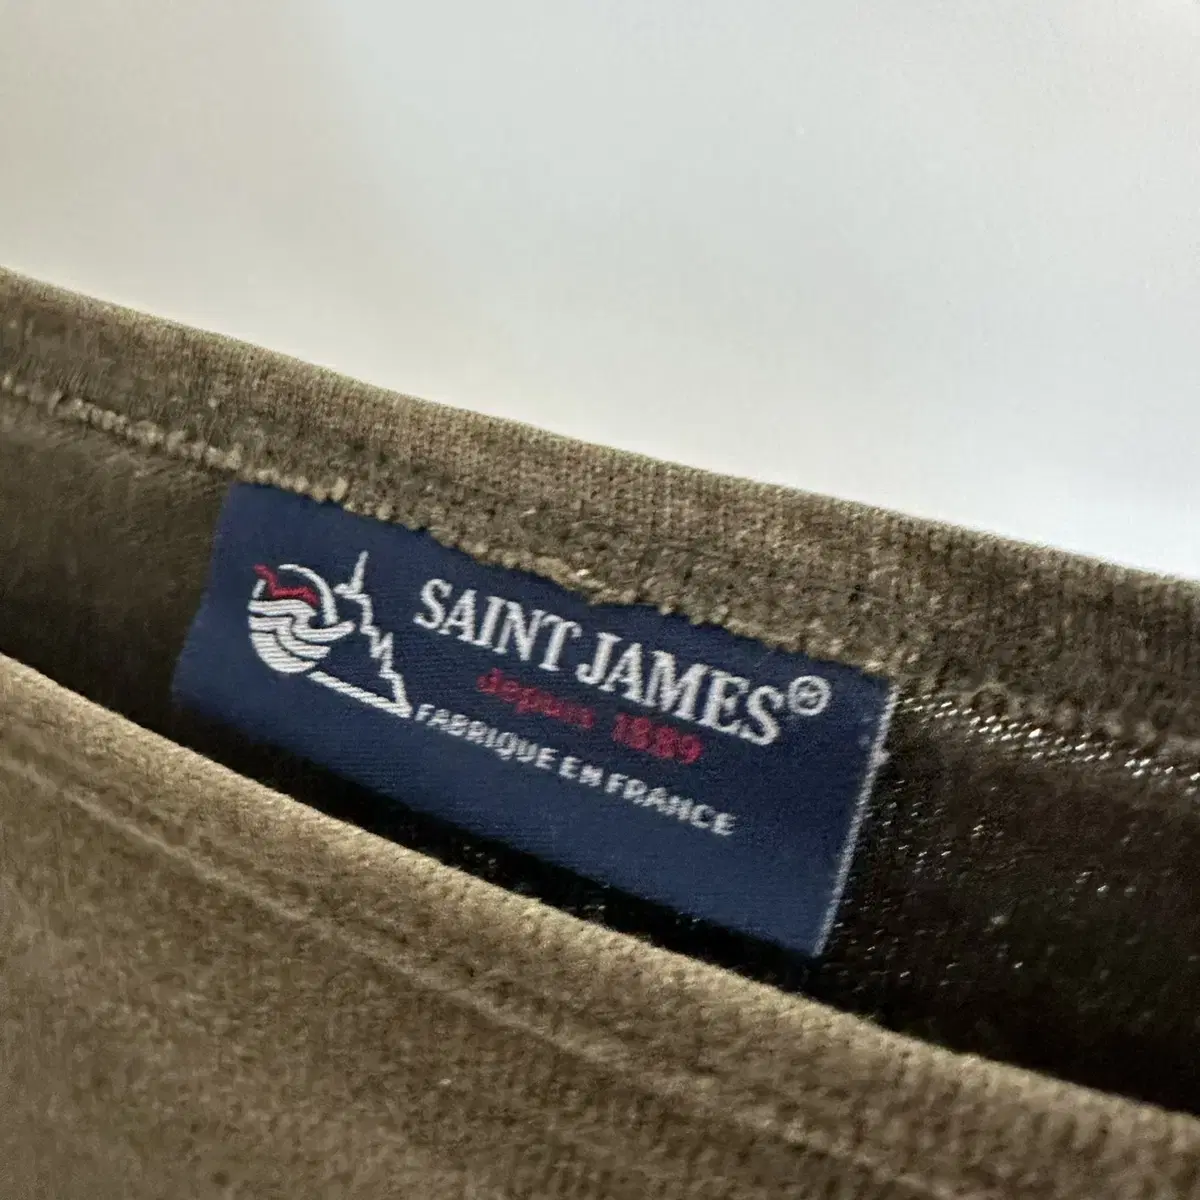 SAINT JAMES®
Depuis 1889
FABRIQUE EN FRANCE